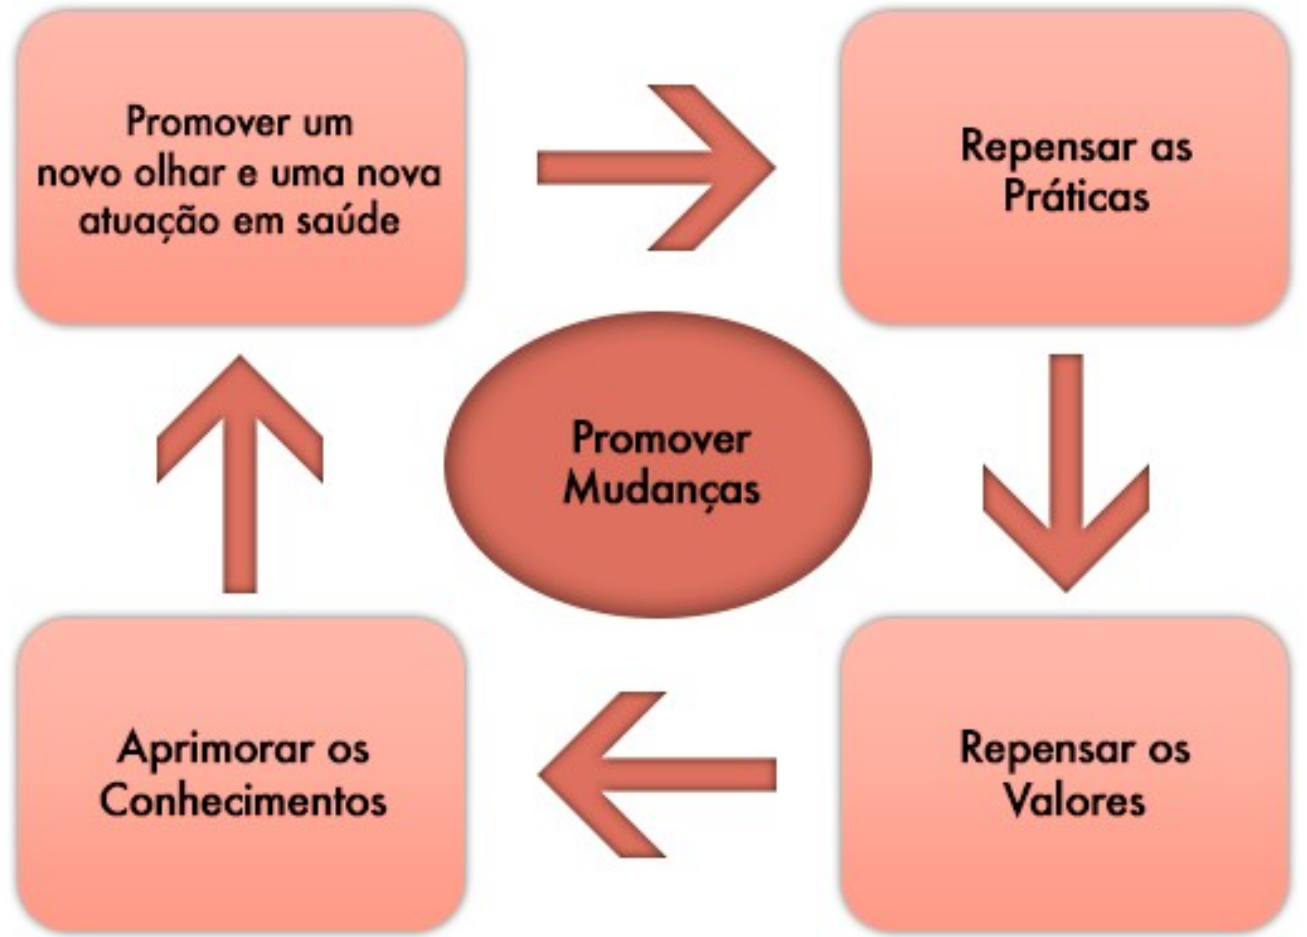 Promover um
novo olhar e uma nova
atuação em saúde
Repensar as
Práticas
Promover
Mudanças
Aprimorar os
Conhecimentos
Repensar os
Valores